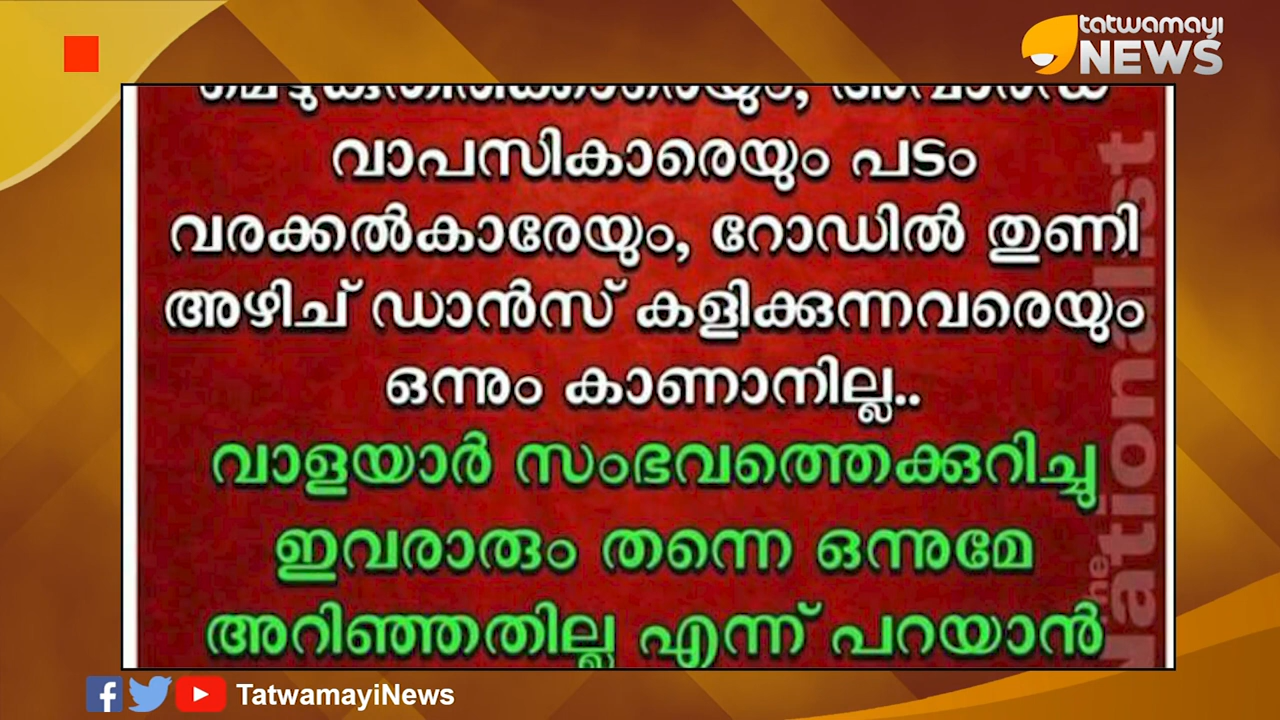 tatwamayi
NEWS
വാപസികാരെയും പടം
വരക്കൽകാരേയും, റോഡിൽ തുണി
അഴിച് ഡാൻസ് കളിക്കുന്നവരെയും
ഒന്നും കാണാനില്ല..
വാളയാർ സംഭവത്തെക്കുറിച്ചു
ഇവരാരും തന്നെ ഒന്നുമേ
അറിഞ്ഞതില്ല എന്ന് പറയാൻ
The Nationalist
TatwamayiNews